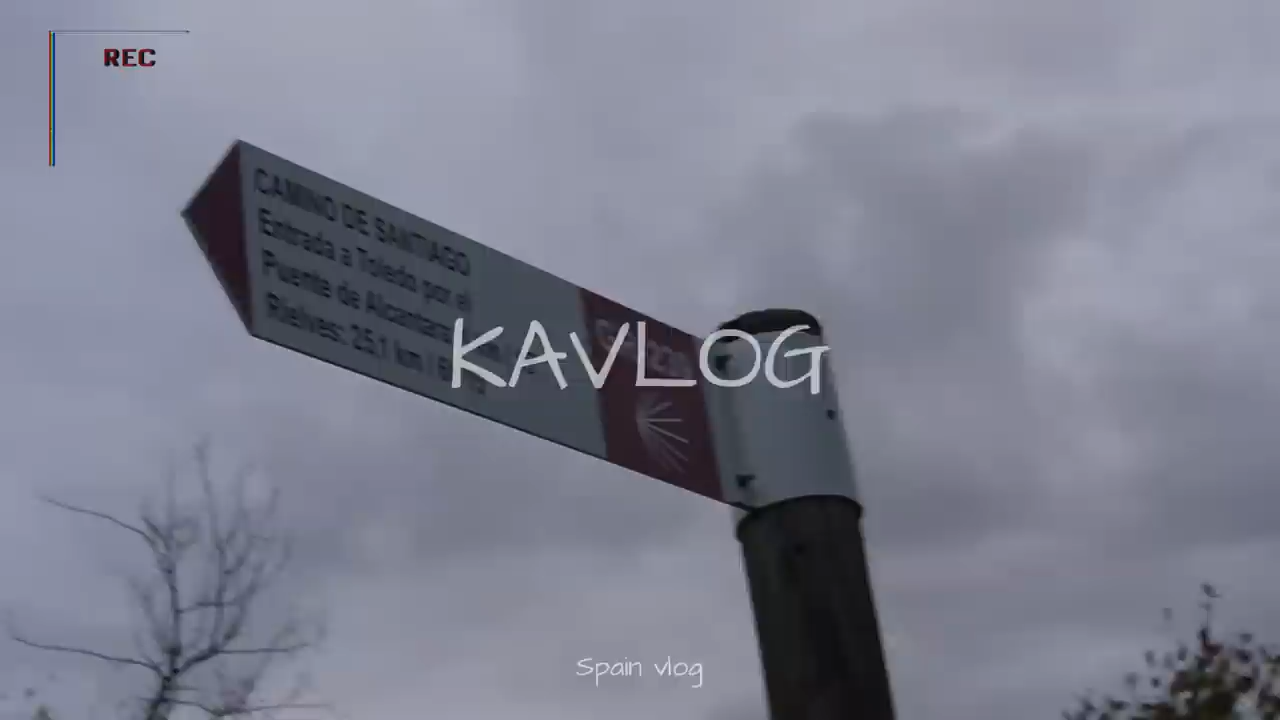 REC
CAMINO DE SANTIAGO
Entrada a Toledo por el
Puente de Alcantara
Rielves: 25,1 km /
KAVLOG
Spain vlog